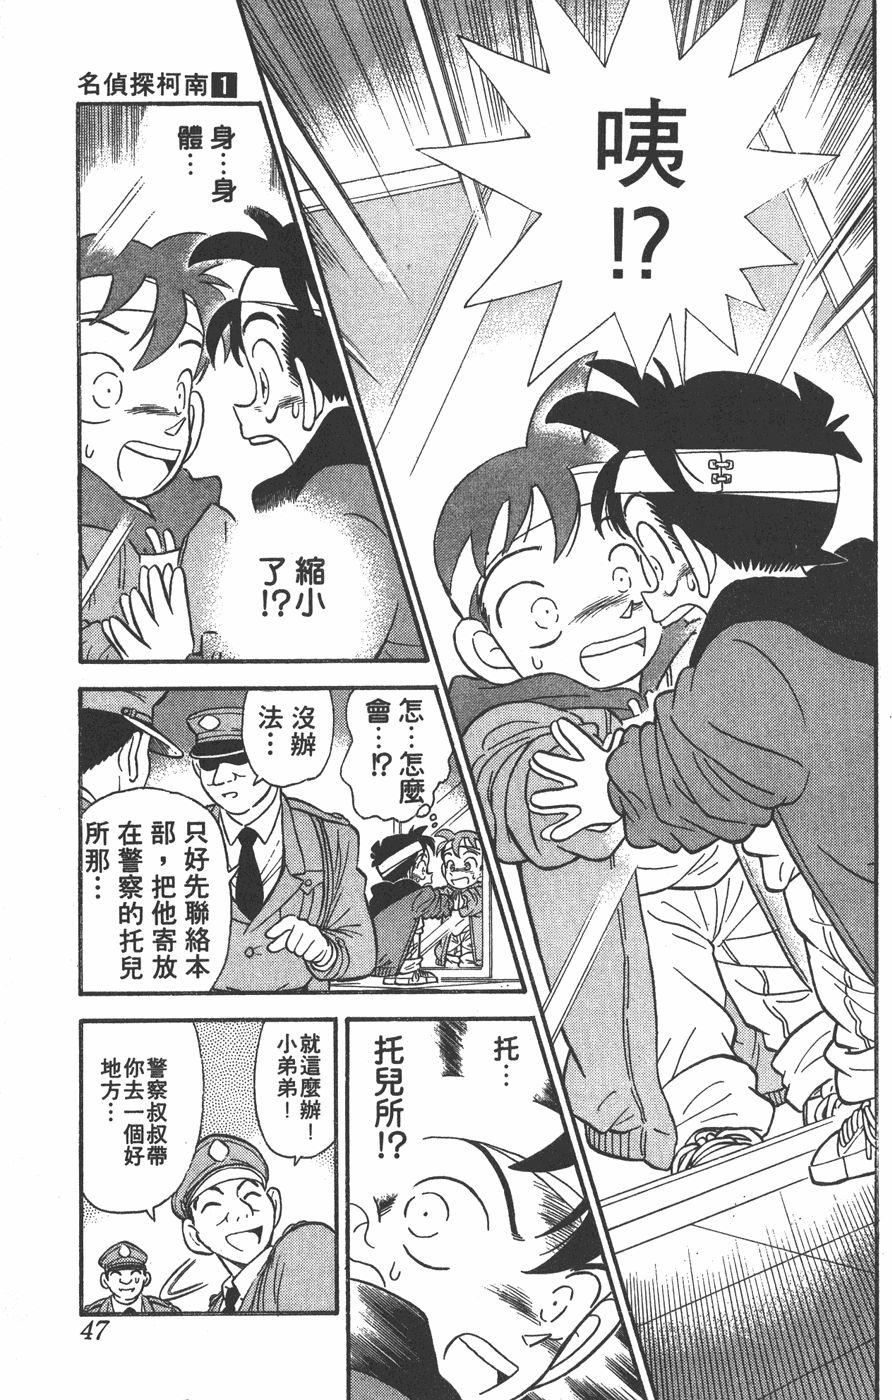 名偵探柯南1
咦!?
身…身
體…
縮小
了!?
怎…怎麼
會…!?
沒辦
法…
只好先聯絡本
部，把他寄放
在警察的托兒
所那…
托…
托兒所!?
就這麼辦！
小弟弟！
警察叔叔帶
你去一個好
地方…
47